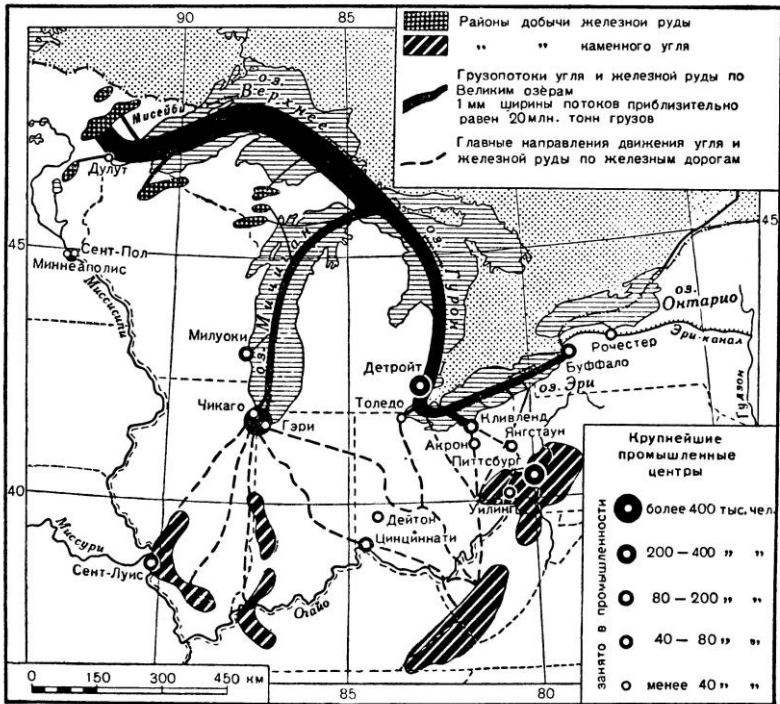 90
85
80
Районы добычи железной руды
„ „ каменного угля
Грузопотоки угля и железной руды по
Великим озёрам
1 мм ширины потоков приблизительно
равен 20 млн. тонн грузов
Главные направления движения угля и
железной руды по железным дорогам
Мисейби
оз.
Верхнее
Дулут
45
Сент-Пол
Миннеаполис
Миссисипи
оз. Мичиган
оз.
Гурон
45
оз.
Онтарио
Милуоки
Детройт
Рочестер
Эри-канал
Буффало
оз. Эри
Гудзон
Чикаго
Гэри
Толедо
Кливленд
Акрон
Янгстаун
Питтсбург
Уилинг
40
Миссури
Дейтон
Цинциннати
Сент-Луис
Огайо
Крупнейшие
промышленные
центры
занято в промышленности
более 400 тыс. чел.
200 – 400 „ „
80 – 200 „ „
40 – 80 „ „
менее 40 „ „
0 150 300 450 км
85
80